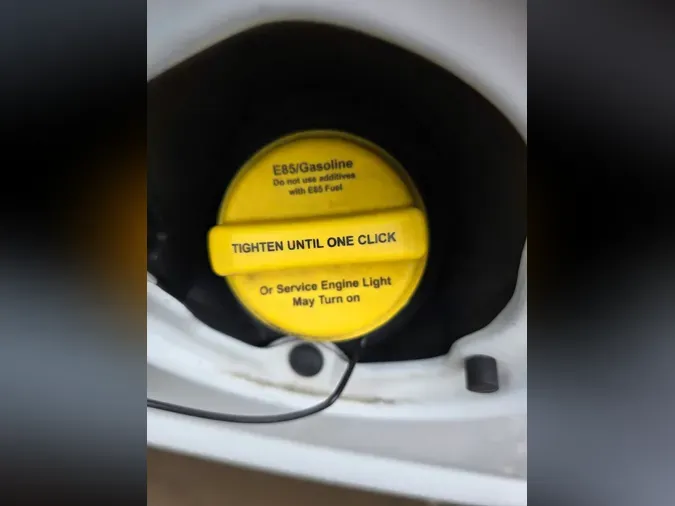 E85/Gasoline
Do not use additives
with E85 Fuel
TIGHTEN UNTIL ONE CLICK
Or Service Engine Light
May Turn on